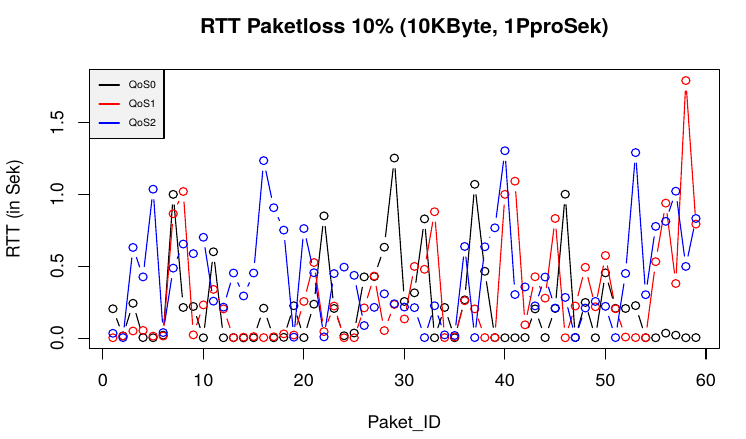 RTT Paketloss 10% (10KByte, 1PproSek)
QoS0
QoS1
QoS2
RTT (in Sek)
1.5
1.0
0.5
0.0
0 10 20 30 40 50 60
Paket_ID